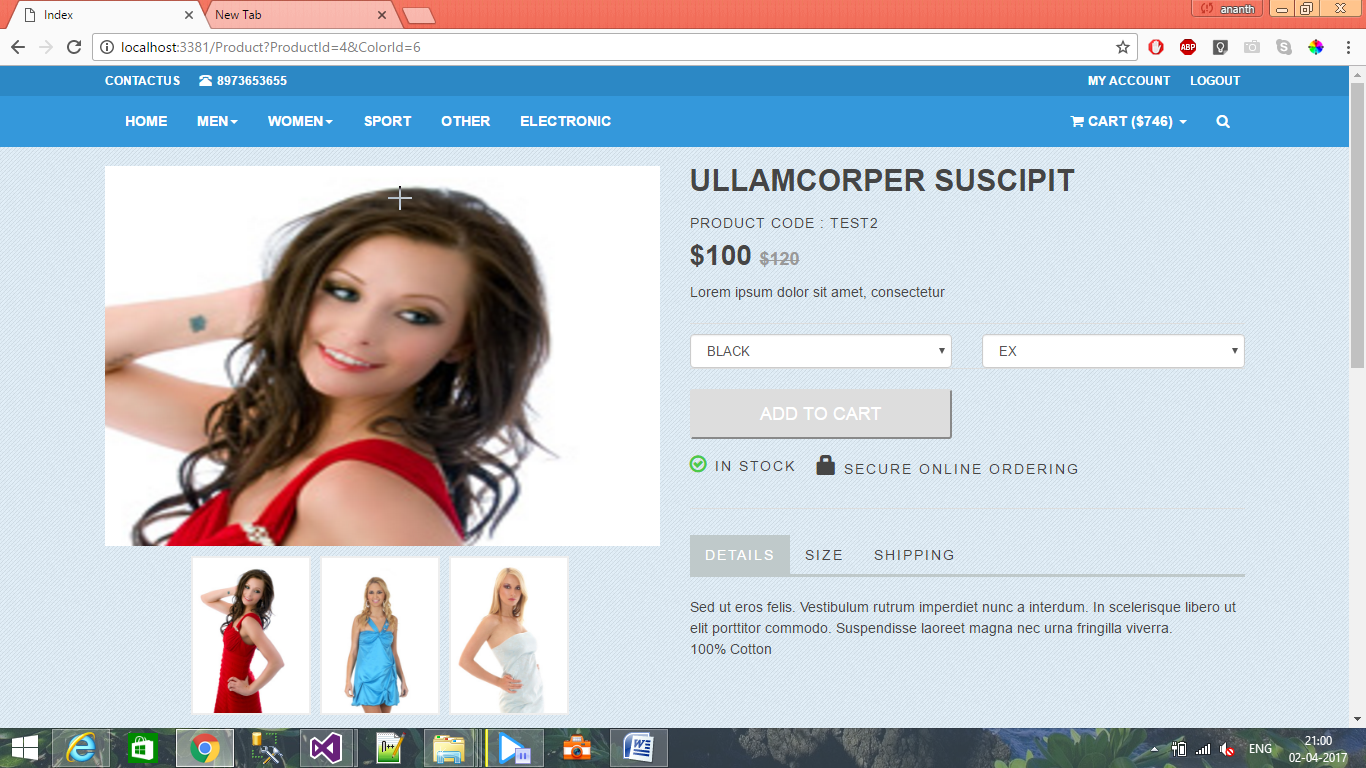 Index
New Tab
ananth
localhost:3381/Product?ProductId=4&ColorId=6
ABP
CONTACTUS 8973653655 MY ACCOUNT LOGOUT
HOME MEN WOMEN SPORT OTHER ELECTRONIC CART ($746)
ULLAMCORPER SUSCIPIT
PRODUCT CODE : TEST2
$100 $120
Lorem ipsum dolor sit amet, consectetur
BLACK EX
ADD TO CART
IN STOCK SECURE ONLINE ORDERING
DETAILS SIZE SHIPPING
Sed ut eros felis. Vestibulum rutrum imperdiet nunc a interdum. In scelerisque libero ut
elit porttitor commodo. Suspendisse laoreet magna nec urna fringilla viverra.
100% Cotton
ENG
21:00
02-04-2017